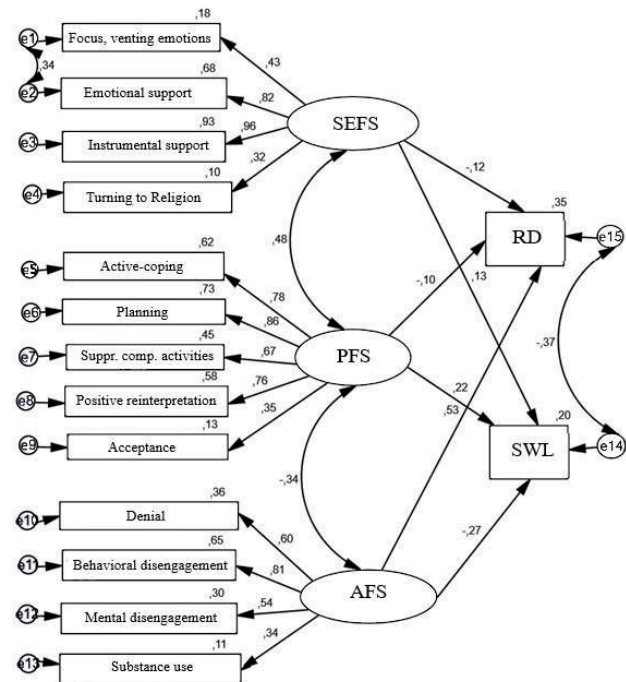 ,18
e1
Focus, venting emotions
,34
,43
,68
e2
Emotional support
,82
SEFS
,93
e3
Instrumental support
,96
,10
e4
Turning to Religion
,32
-,12
,35
RD
e15
,62
e5
Active-coping
,48
,73
e6
Planning
,78
-,10
,13
,45
e7
Suppr. comp. activities
,86
,67
PFS
-,37
,58
e8
Positive reinterpretation
,76
,22
,13
e9
Acceptance
,35
,53
,20
SWL
e14
,36
e10
Denial
-,34
,65
e11
Behavioral disengagement
,60
-,27
,30
e12
Mental disengagement
,81
,54
AFS
,11
e13
Substance use
,34